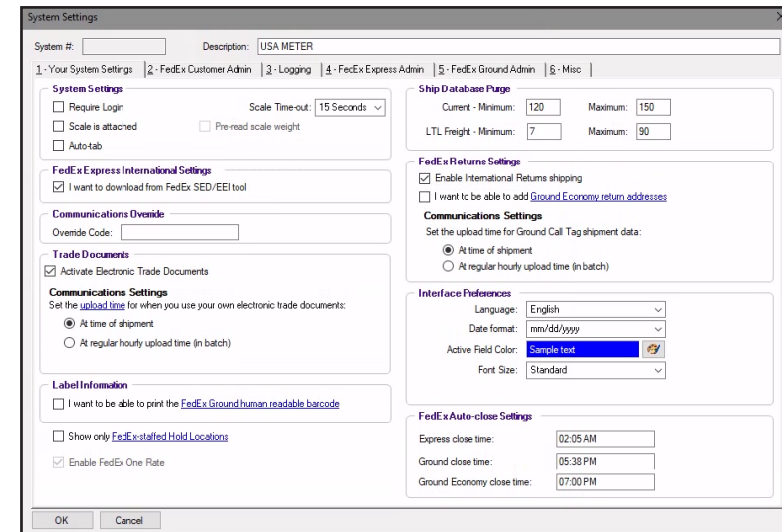 System Settings
System #: Description: USA METER
1 - Your System Settings 2 - FedEx Customer Admin 3 - Logging 4 - FecEx Express Admin 5 - FedEx Ground Admin 6 - Misc
System Settings
Require Login Scale Time-out: 15 Seconds
Scale is attached Pre-read scale weight
Auto-tab
FedEx Express International Settings
I want to download from FedEx SED/EEI tool
Communications Override
Override Code:
Trade Documents
Activate Electronic Trade Documents
Communications Settings
Set the upload time for when you use your own electronic trade documents:
At time of shipment
At regular hourly upload time (in batch)
Label Information
I want to be able to print the FedEx Ground human readable barcode
Show only FedEx-staffed Hold Locations
Enable FedEx One Rate
Ship Database Purge
Current - Minimum: 120 Maximum: 150
LTL Freight - Minimum: 7 Maximum: 90
FedEx Returns Settings
Enable International Returns shipping
I want to be able to add Ground Economy return addresses
Communications Settings
Set the upload time for Ground Call Tag shipment data:
At time of shipment
At regular hourly upload time (in batch)
Interface Preferences
Language: English
Date format: mm/dd/yyyy
Active Field Color: Sample text
Font Size: Standard
FedEx Auto-close Settings
Express close time: 02:05 AM
Ground close time: 05:38 PM
Ground Economy close time: 07:00 PM
OK Cancel